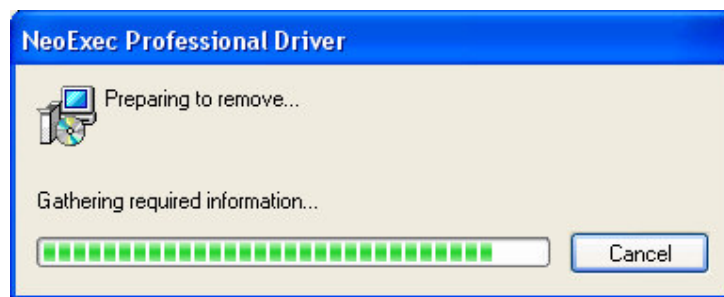 NeoExec Professional Driver
Preparing to remove...
Gathering required information...
Cancel